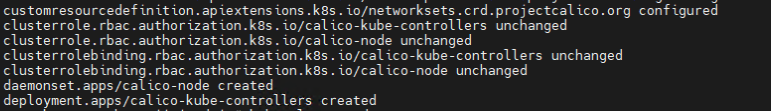 customresourcedefinition.apiextensions.k8s.io/networksets.crd.projectcalico.org configured
clusterrole.rbac.authorization.k8s.io/calico-kube-controllers unchanged
clusterrole.rbac.authorization.k8s.io/calico-node unchanged
clusterrolebinding.rbac.authorization.k8s.io/calico-kube-controllers unchanged
clusterrolebinding.rbac.authorization.k8s.io/calico-node unchanged
daemonset.apps/calico-node created
deployment.apps/calico-kube-controllers created